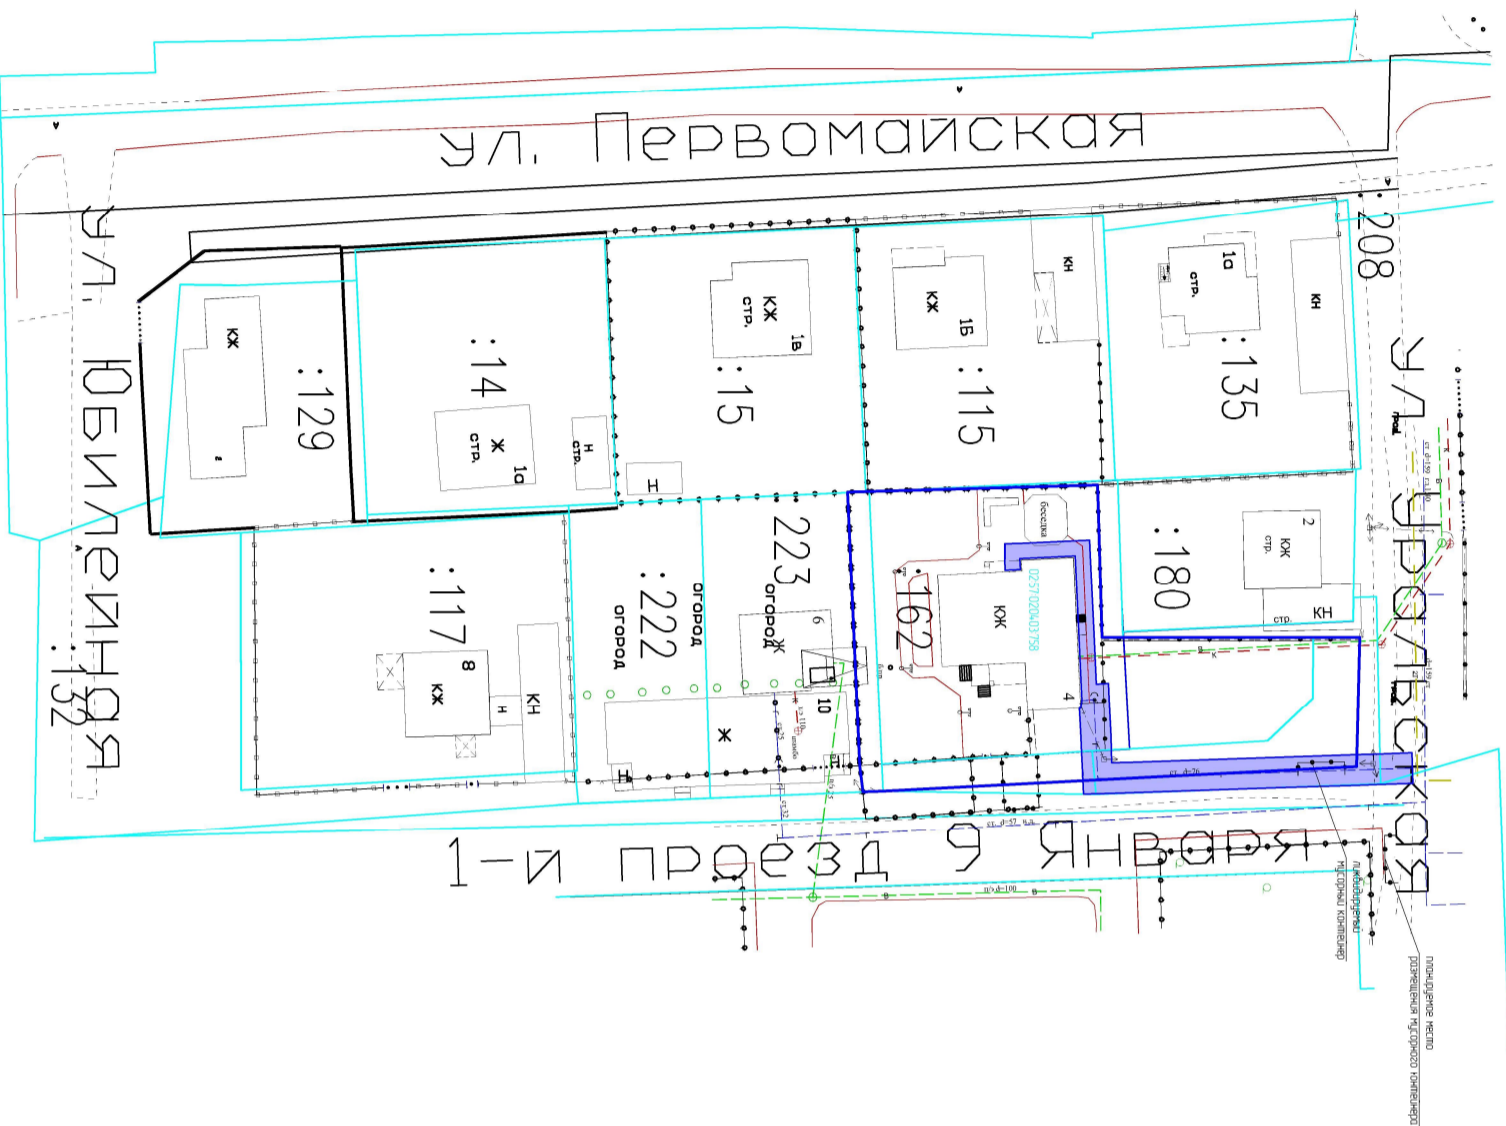 ул. Первомайская
:208
ул. Юбилейная
:132
ул. Уральская
КЖ
:129
:14
Ж
стр.
1а
Н
стр.
КЖ
стр.
1в
:15
Н
КЖ
1Б
:115
КН
1а
стр.
:135
КН
:117
8
КЖ
Н
КН
:222
огород
огород
223
огород
Ж
6
10
Ж
Н
:162
беседка
КЖ
4
:180
2
КЖ
стр.
КН
стр.
1-й проезд 9 Января
ликвидируемый
мусорный контейнер
планируемое место
размещения мусорного контейнера